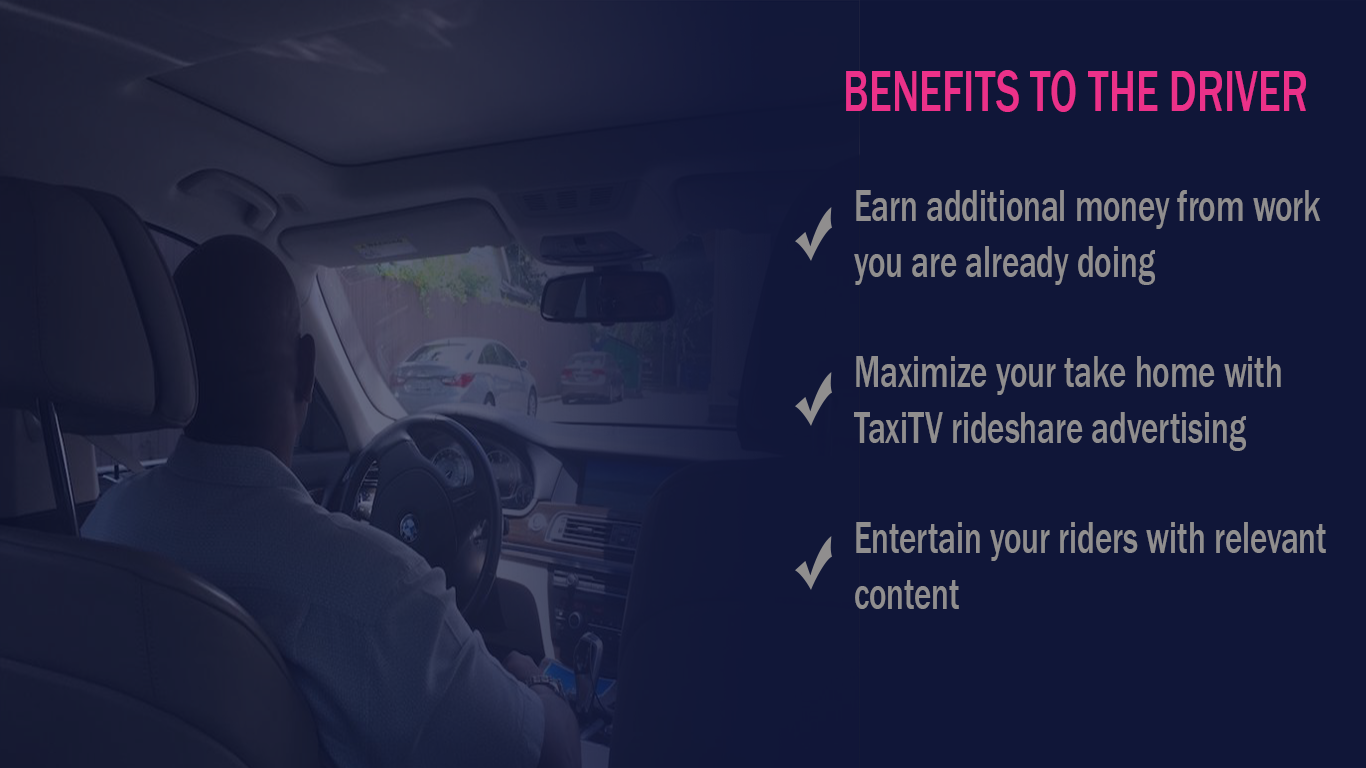 BENEFITS TO THE DRIVER
Earn additional money from work
you are already doing
Maximize your take home with
TaxiTV rideshare advertising
Entertain your riders with relevant
content